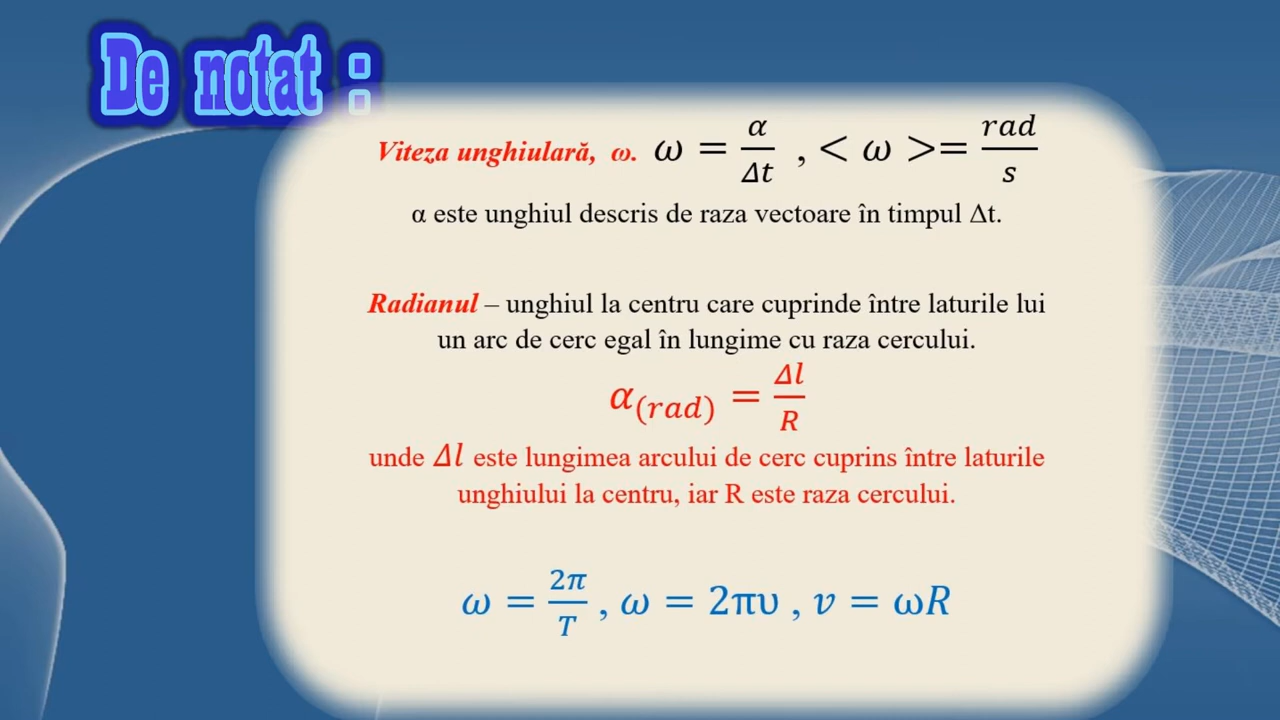 De notat :
Viteza unghiulară, ω. ω = α/Δt , < ω >= rad/s
α este unghiul descris de raza vectoare în timpul Δt.
Radianul – unghiul la centru care cuprinde între laturile lui
un arc de cerc egal în lungime cu raza cercului.
α(rad) = Δl/R
unde Δl este lungimea arcului de cerc cuprins între laturile
unghiului la centru, iar R este raza cercului.
ω = 2π/T , ω = 2πυ , v = ωR